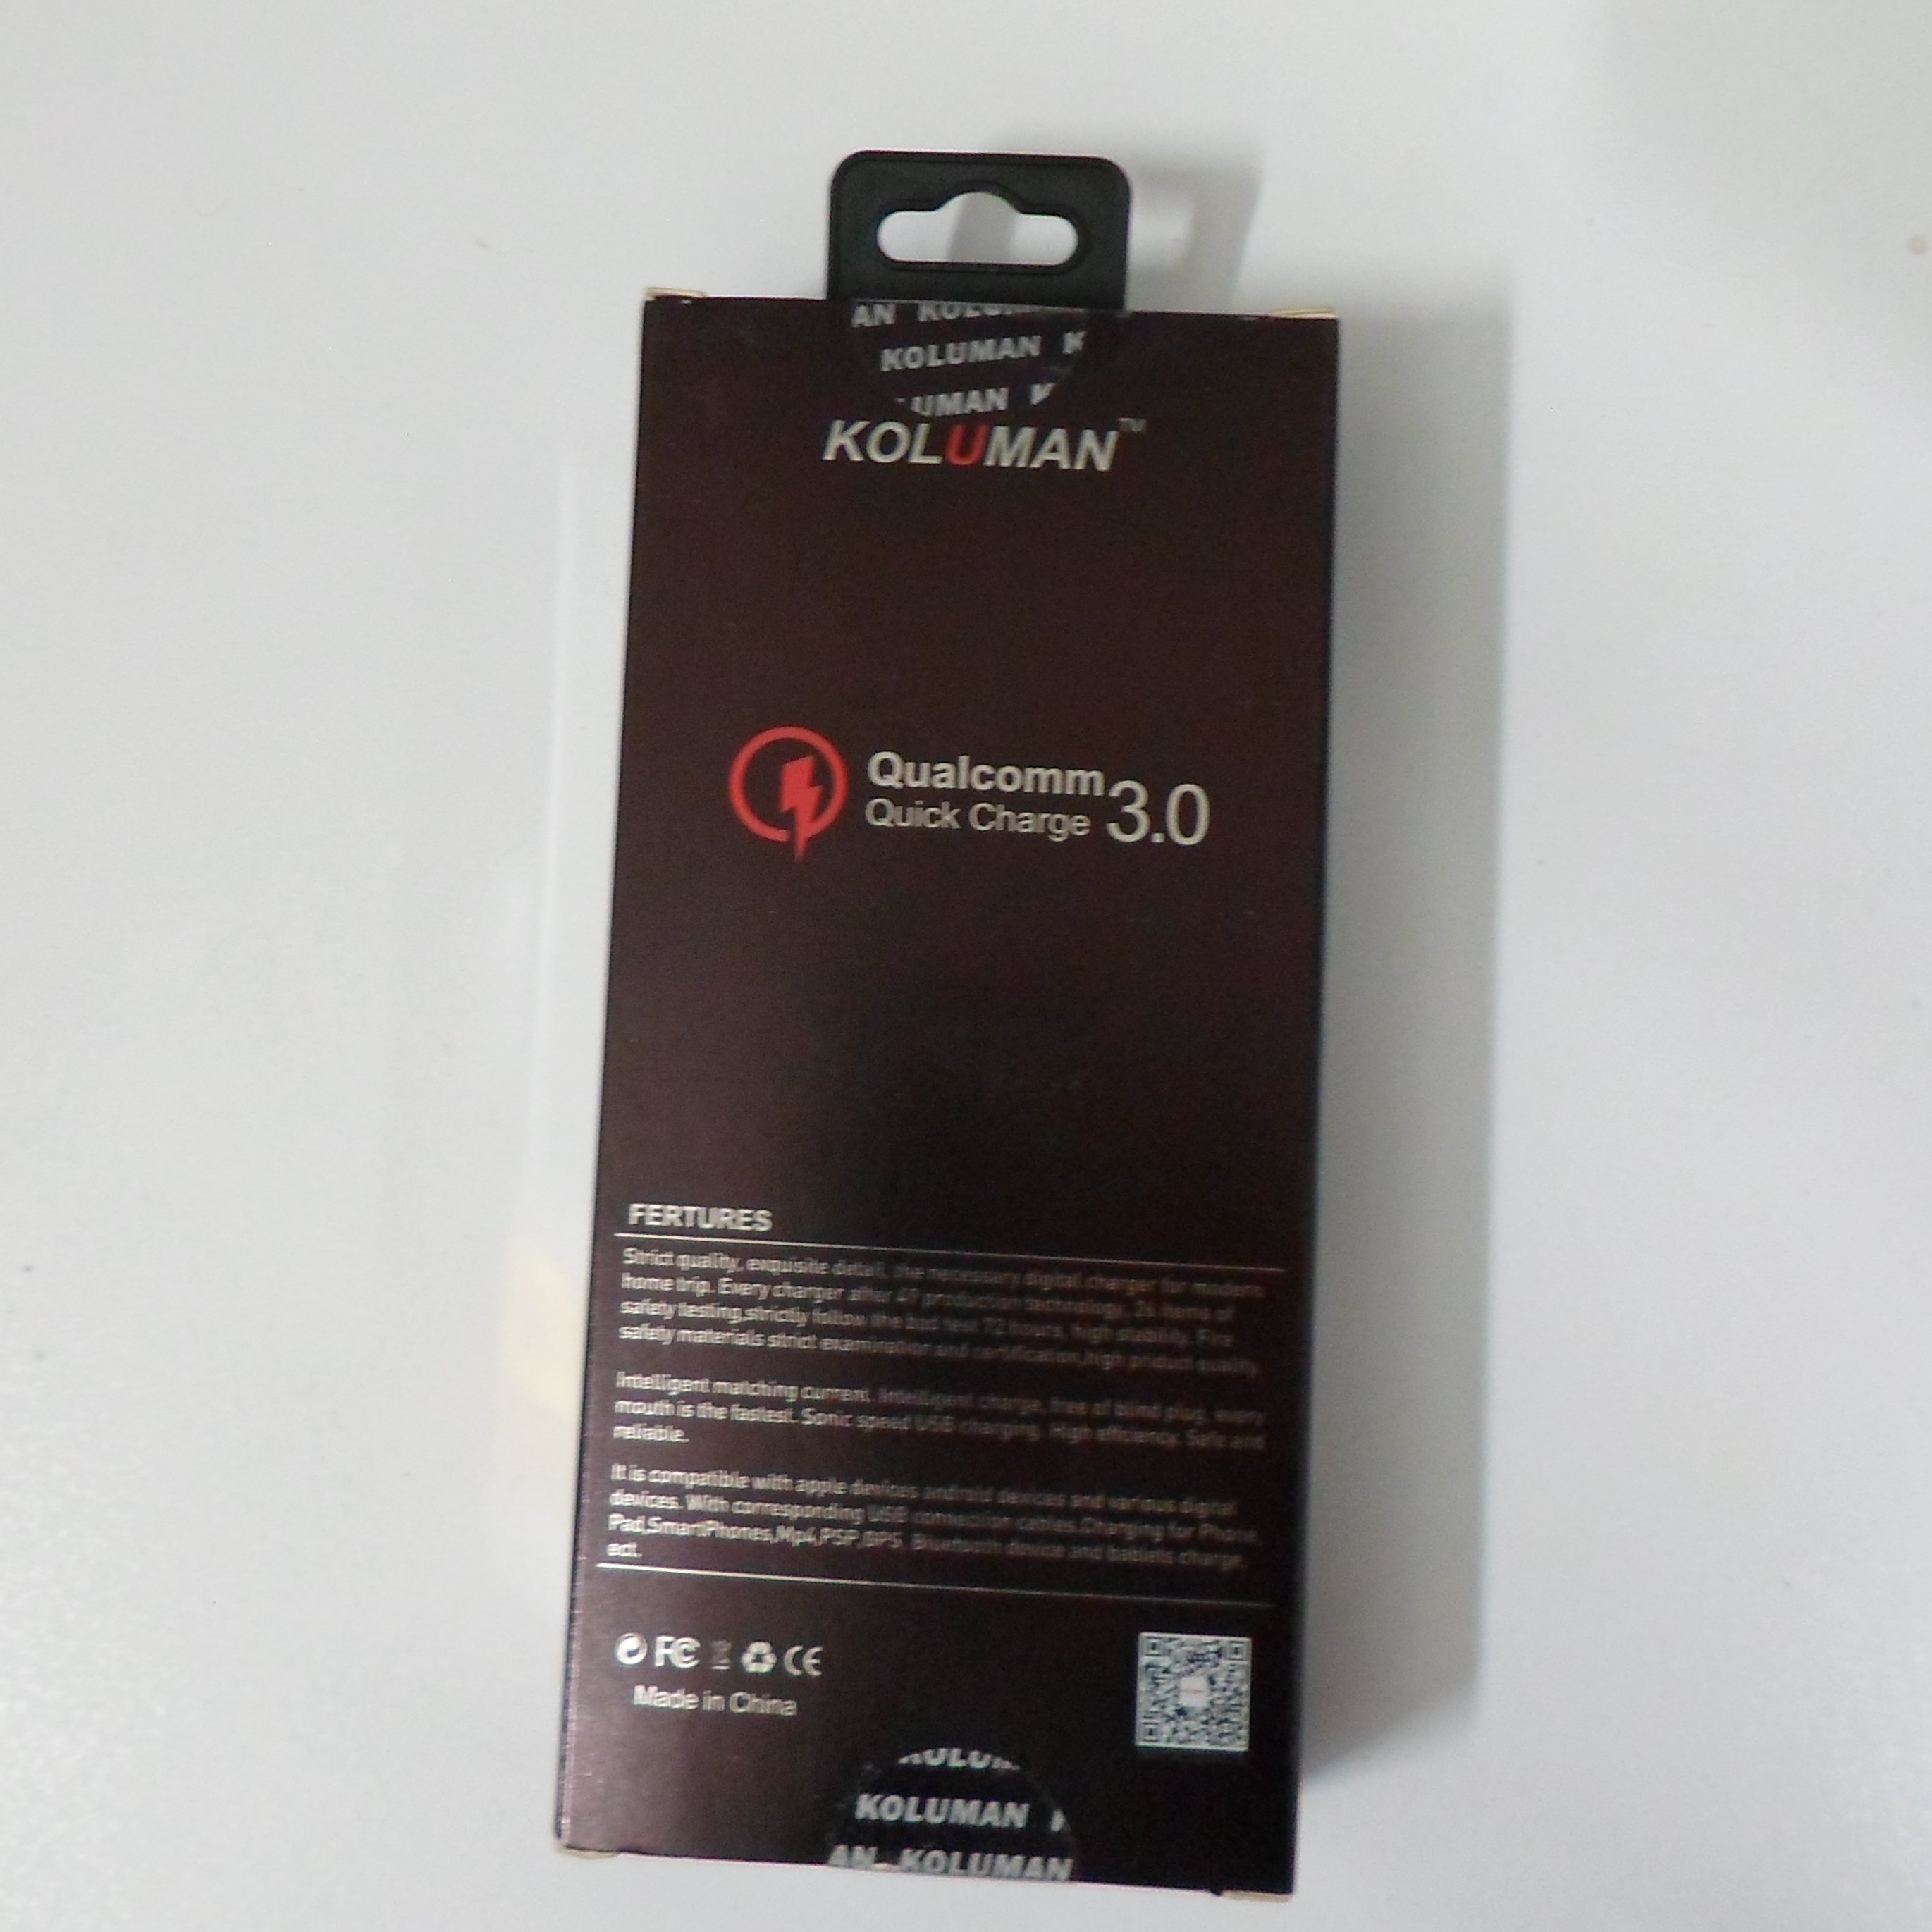 AN KOLU
KOLUMAN K
LUMAN K
KOLUMAN™
Qualcomm
Quick Charge 3.0
FERTURES
Strict quality, exquisite detail, the necessary digital charger for modern
home trip. Every charger after 47 production technology, 24 items of
safety testing,strictly follow the bad test 72 hours, high stability. Fire
safety materials strict examination and certification,high product quality.
Intelligent matching current. Intelligent charge, free of blind plug, every
mouth is the fastest. Sonic speed USB charging. High efficiency. Safe and
reliable.
It is compatible with apple devices android devices and various digital
devices. With corresponding USB connection cables.Charging for Phone,
Pad,SmartPhones,Mp4,PSP,GPS, Bluetooth device and tablets charge,
ect.
FC CE
Made in China
KOLUM
KOLUMAN
AN KOLUMAN